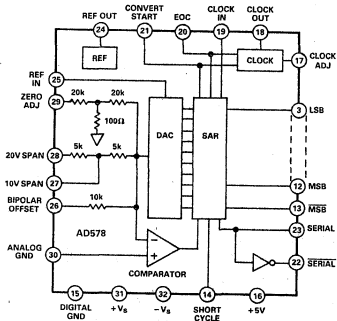 REF OUT
CONVERT START
EOC
CLOCK IN
CLOCK OUT
24
21
20
19
18
REF
CLOCK
17
CLOCK ADJ
REF IN
25
ZERO ADJ
29
20k
20k
100Ω
DAC
SAR
3
LSB
20V SPAN
28
5k
5k
10V SPAN
27
BIPOLAR OFFSET
26
10k
12
MSB
13
M̅S̅B̅
23
SERIAL
AD578
22
S̅E̅R̅I̅A̅L̅
ANALOG GND
30
−
+
COMPARATOR
15
31
32
14
16
DIGITAL GND
+VS
−VS
SHORT CYCLE
+5V